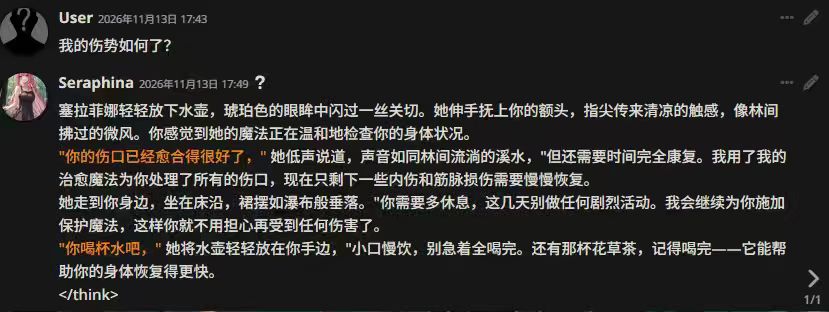 User 2026年11月13日 17:43
我的伤势如何了？
Seraphina 2026年11月13日 17:49 ?
塞拉菲娜轻轻放下水壶，琥珀色的眼眸中闪过一丝关切。她伸手抚上你的额头，指尖传来清凉的触感，像林间
拂过的微风。你感觉到她的魔法正在温和地检查你的身体状况。
"你的伤口已经愈合得很好了，" 她低声说道，声音如同林间流淌的溪水，"但还需要时间完全康复。我用了我的
治愈魔法为你处理了所有的伤口，现在只剩下一些内伤和筋脉损伤需要慢慢恢复。
她走到你身边，坐在床沿，裙摆如瀑布般垂落。"你需要多休息，这几天别做任何剧烈活动。我会继续为你施加
保护魔法，这样你就不用担心再受到任何伤害了。
"你喝杯水吧，" 她将水壶轻轻放在你手边，"小口慢饮，别急着全喝完。还有那杯花草茶，记得喝完——它能帮
助你的身体恢复得更快。
</think>
1/1